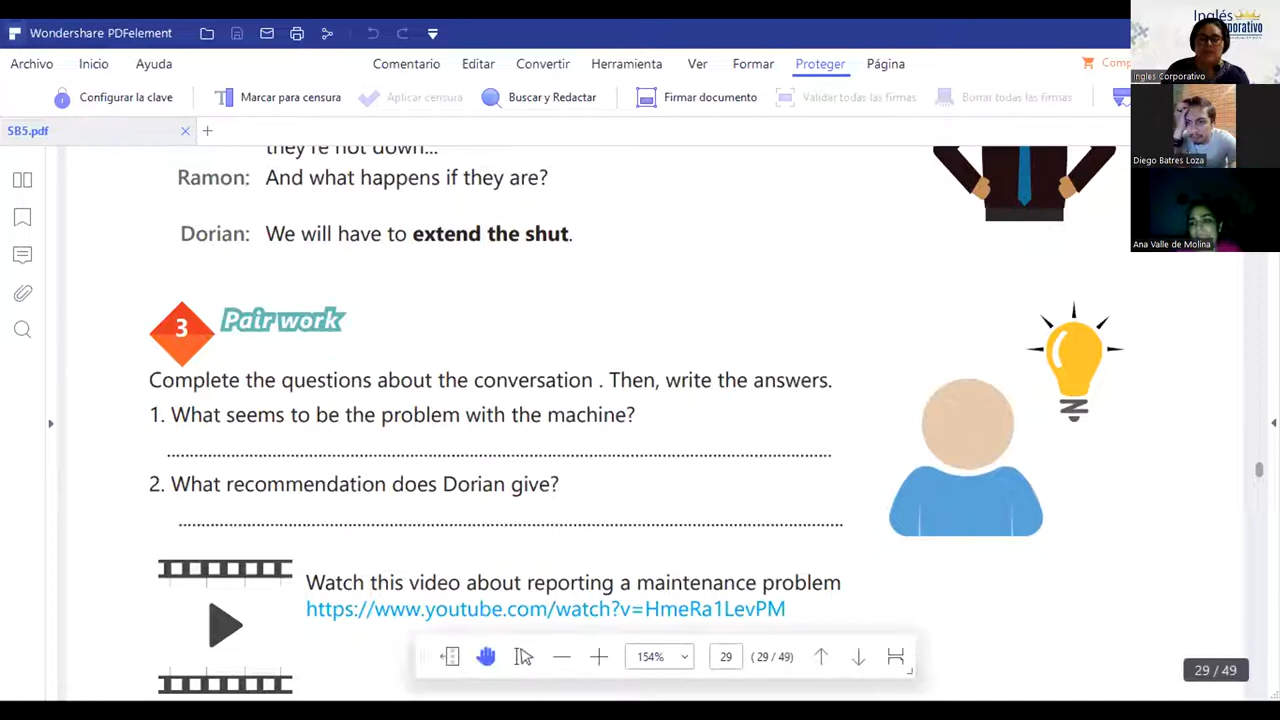 Wondershare PDFelement
Archivo Inicio Ayuda Comentario Editar Convertir Herramienta Ver Formar Proteger Página
Configurar la clave Marcar para censura Aplicar censura Buscar y Redactar Firmar documento Validar todas las firmas Borrar todas las firmas
SB5.pdf
they're not down...
Ramon: And what happens if they are?
Dorian: We will have to extend the shut.
3 Pair work
Complete the questions about the conversation . Then, write the answers.
1. What seems to be the problem with the machine?
2. What recommendation does Dorian give?
Watch this video about reporting a maintenance problem
https://www.youtube.com/watch?v=HmeRa1LevPM
154% 29 (29 / 49)
29 / 49
Inglés
Ingles Corporativo
Diego Batres Loza
Ana Valle de Molina